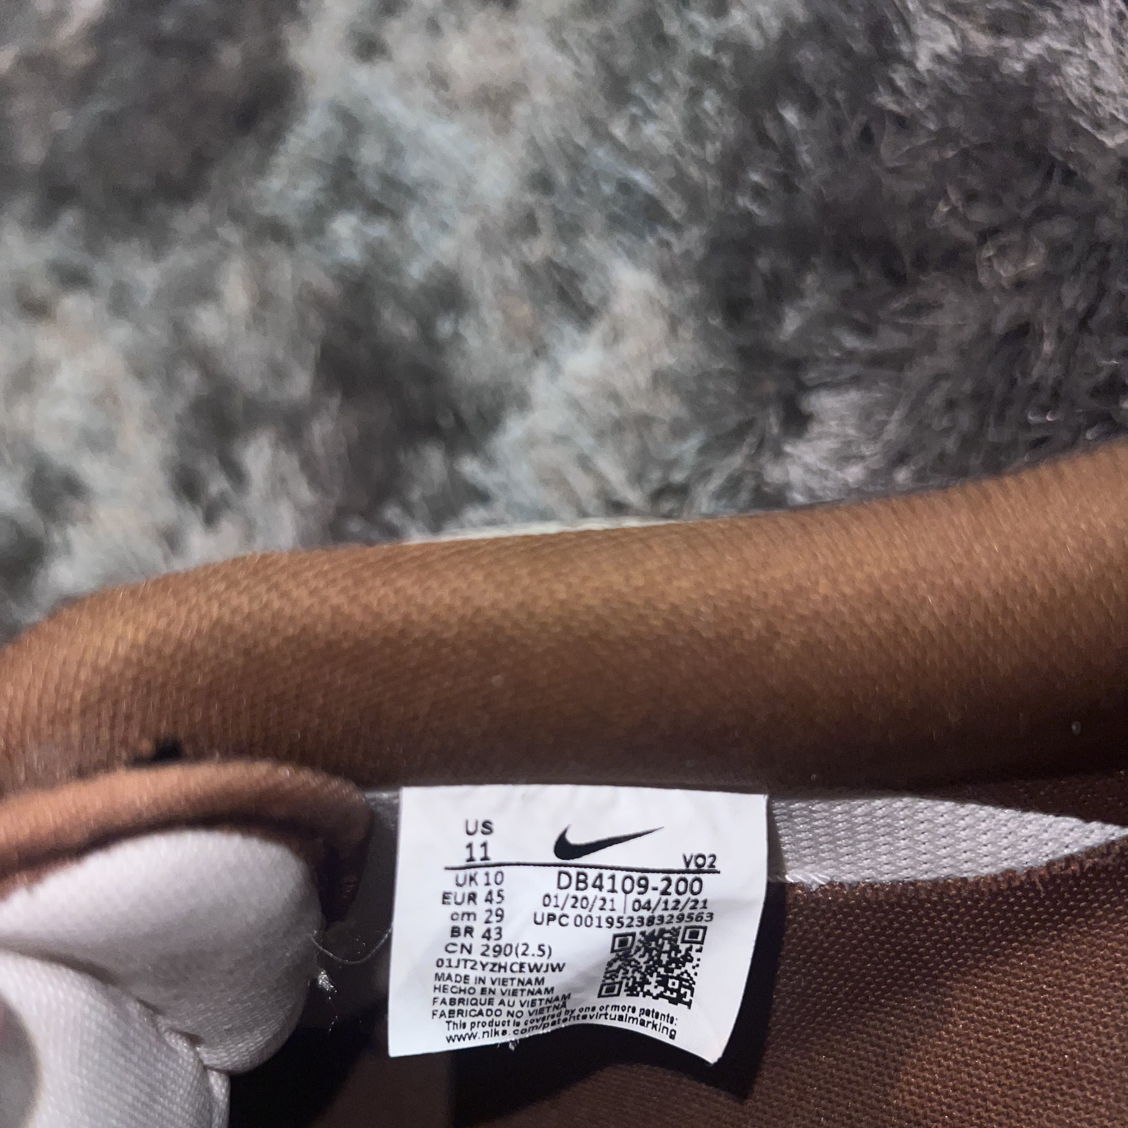 US
11
VO2
UK 10
DB4109-200
EUR 45
01/20/21 | 04/12/21
cm 29
UPC 00195238329563
BR 43
CN 290(2.5)
01JT2YZHCEWJW
MADE IN VIETNAM
HECHO EN VIETNAM
FABRIQUE AU VIETNAM
FABRICADO NO VIETNÃ
This product is covered by one or more patents:
www.nike.com/patentsvirtualmarking